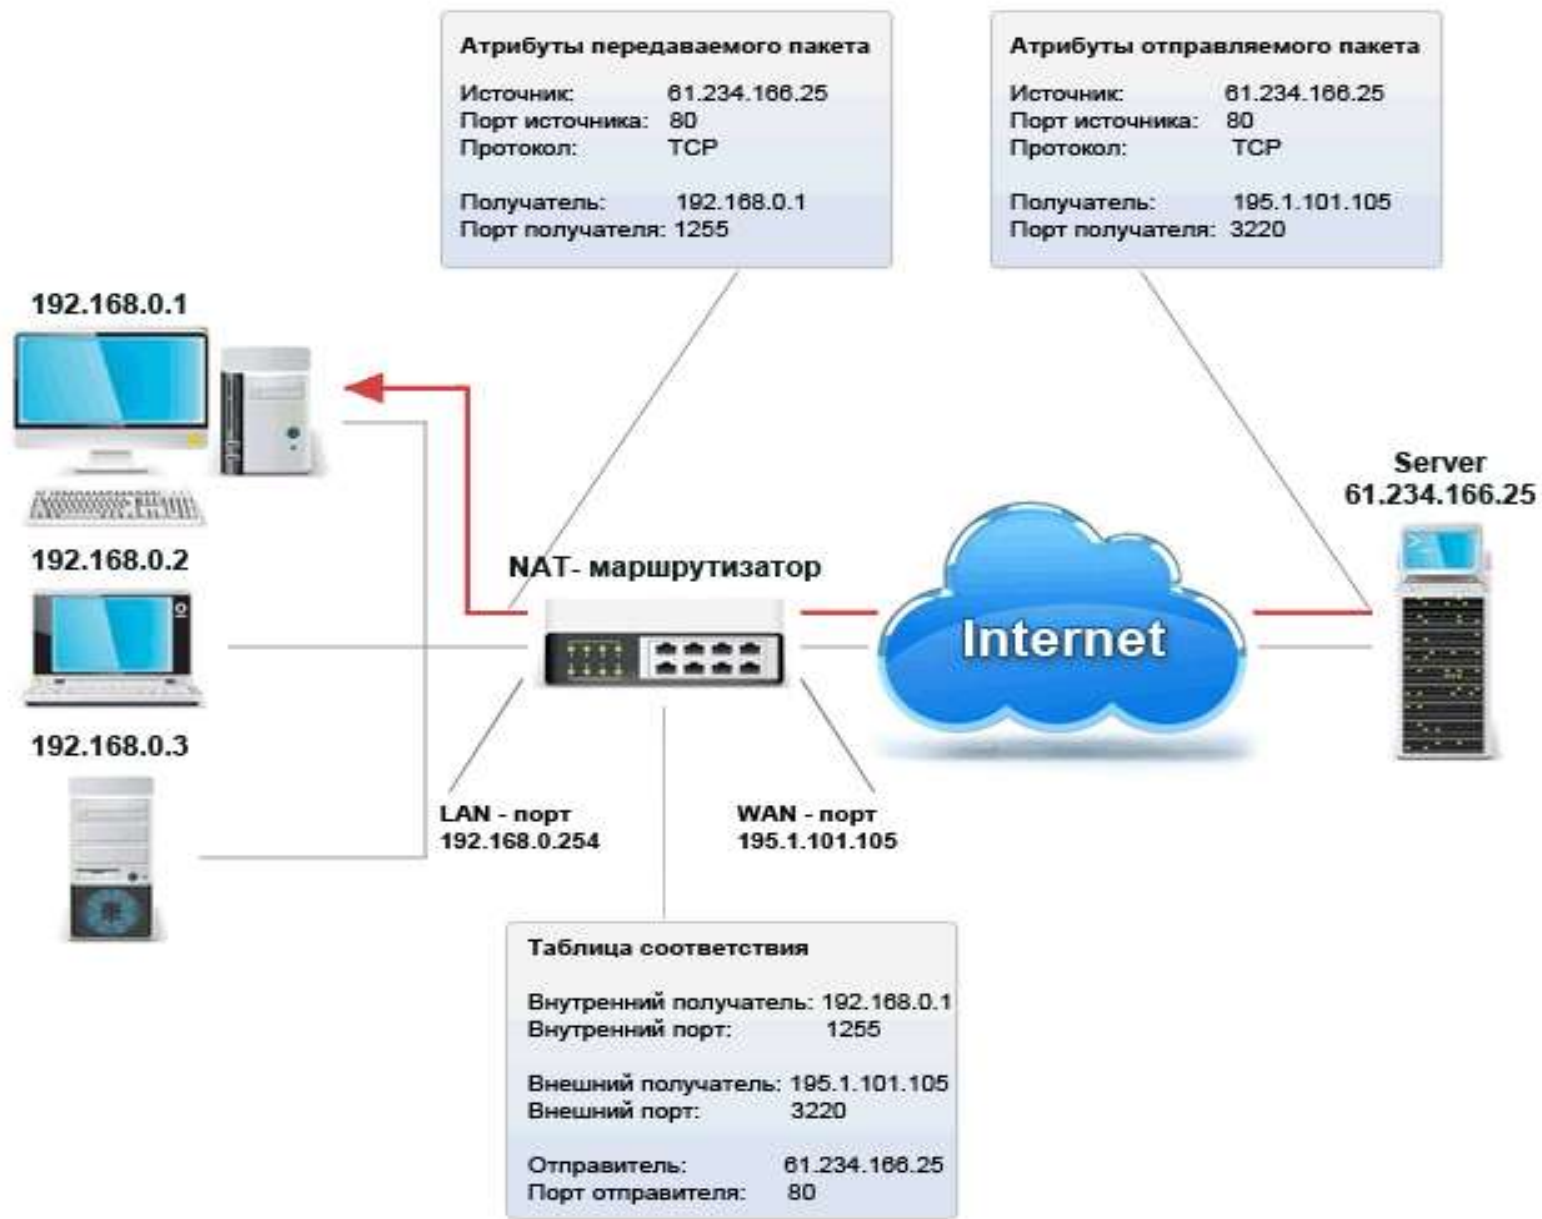 Атрибуты передаваемого пакета
Источник: 61.234.166.25
Порт источника: 80
Протокол: TCP
Получатель: 192.168.0.1
Порт получателя: 1255
Атрибуты отправляемого пакета
Источник: 61.234.166.25
Порт источника: 80
Протокол: TCP
Получатель: 195.1.101.105
Порт получателя: 3220
192.168.0.1
Server
61.234.166.25
192.168.0.2
NAT- маршрутизатор
Internet
192.168.0.3
LAN - порт
192.168.0.254
WAN - порт
195.1.101.105
Таблица соответствия
Внутренний получатель: 192.168.0.1
Внутренний порт: 1255
Внешний получатель: 195.1.101.105
Внешний порт: 3220
Отправитель: 61.234.166.25
Порт отправителя: 80